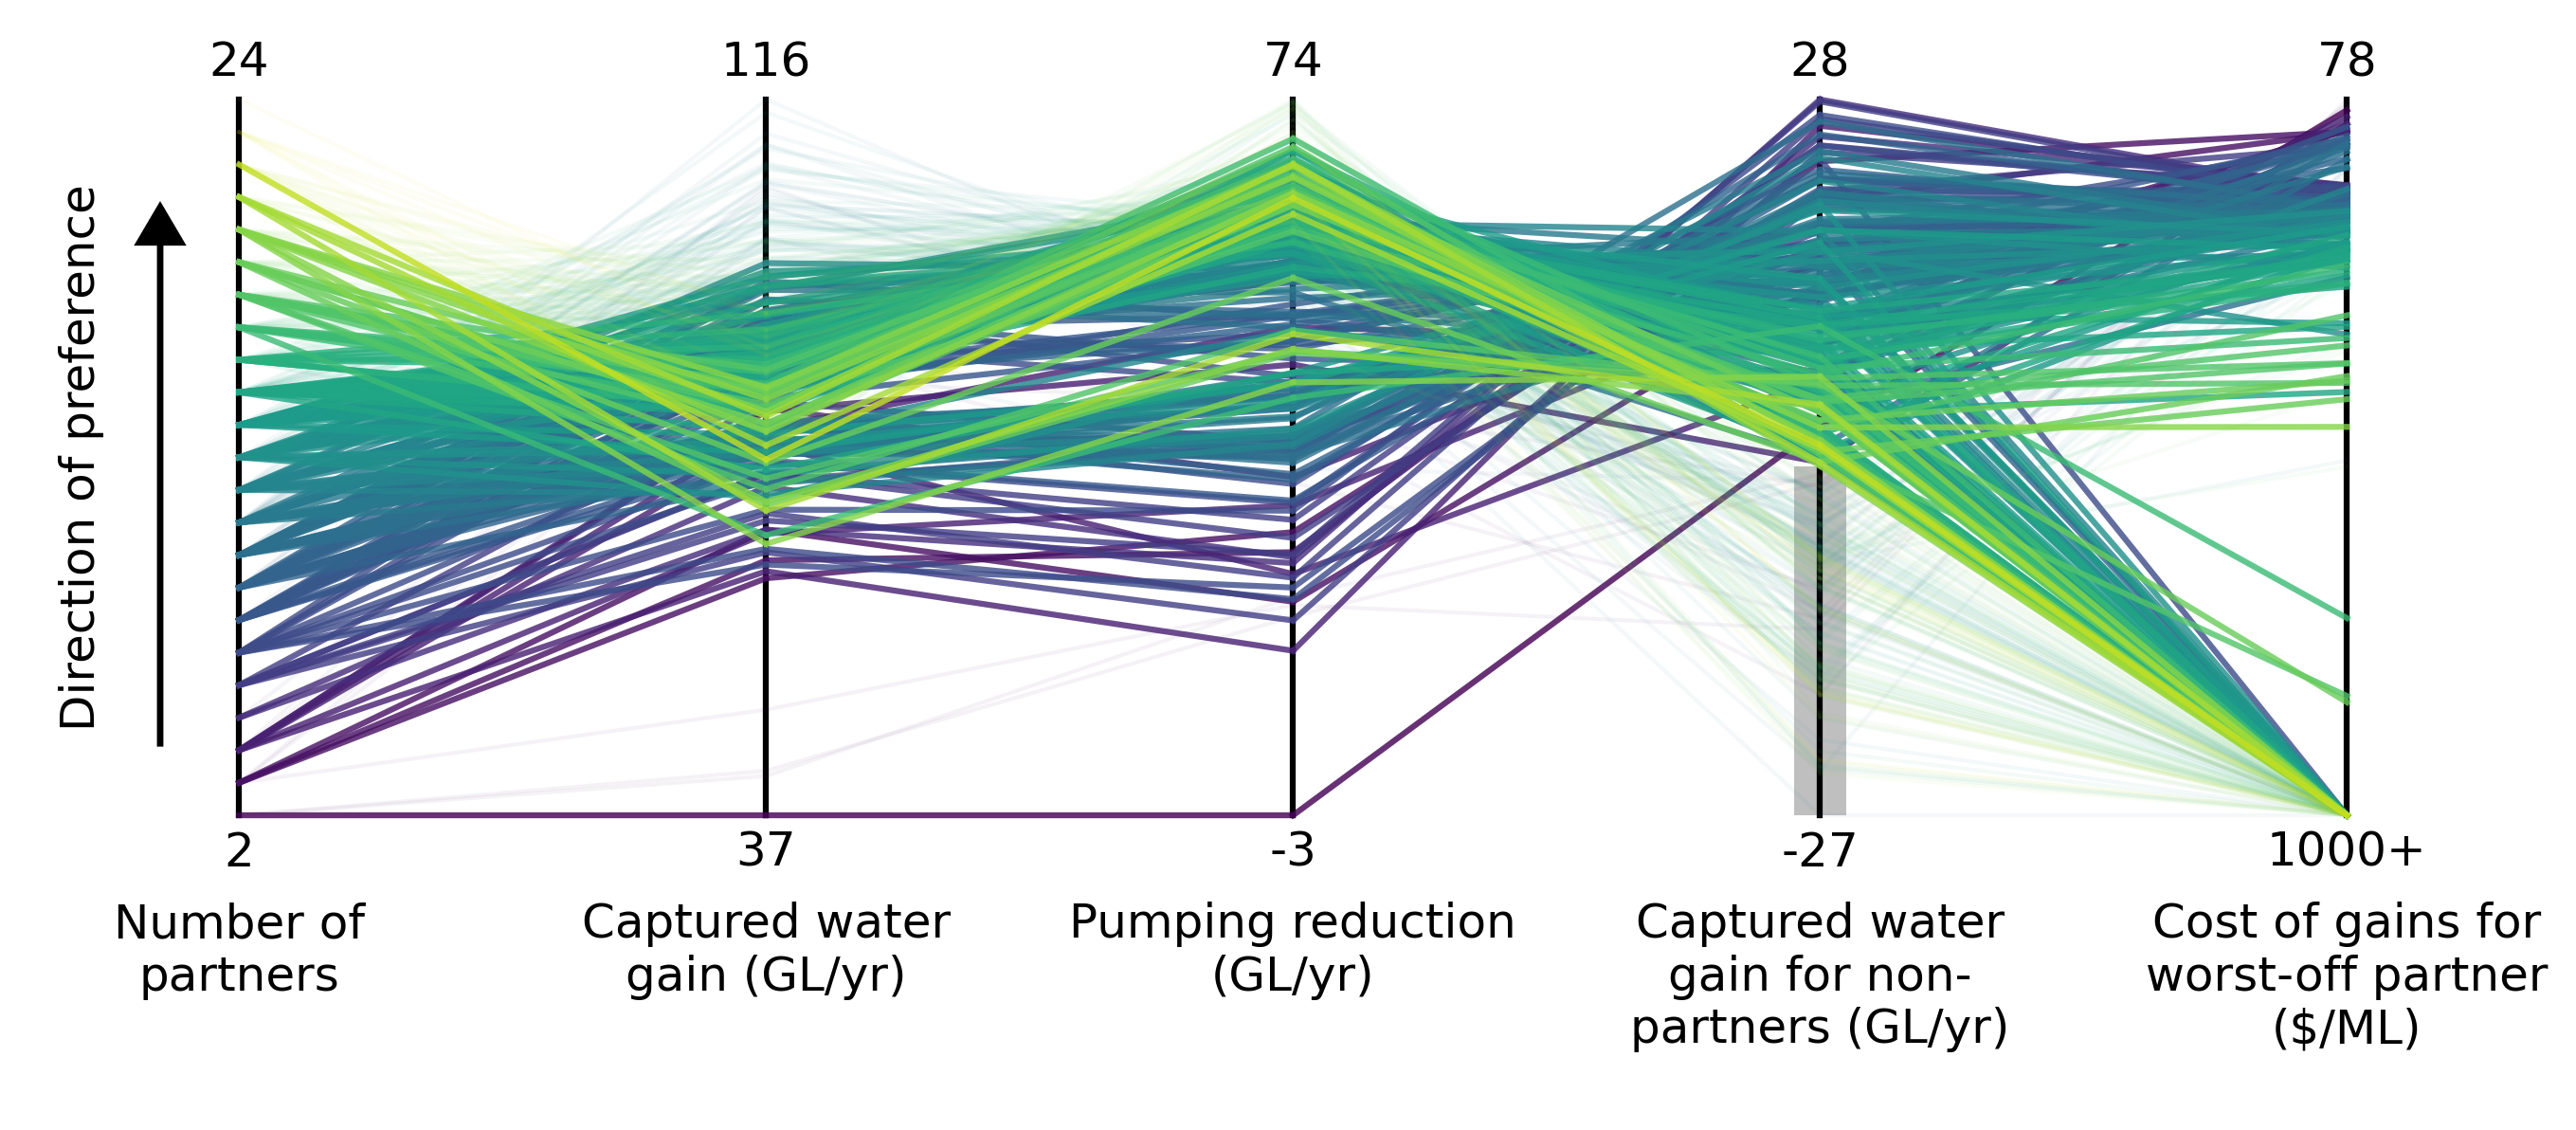 24
116
74
28
78
Direction of preference
2
37
-3
-27
1000+
Number of
partners
Captured water
gain (GL/yr)
Pumping reduction
(GL/yr)
Captured water
gain for non-
partners (GL/yr)
Cost of gains for
worst-off partner
($/ML)